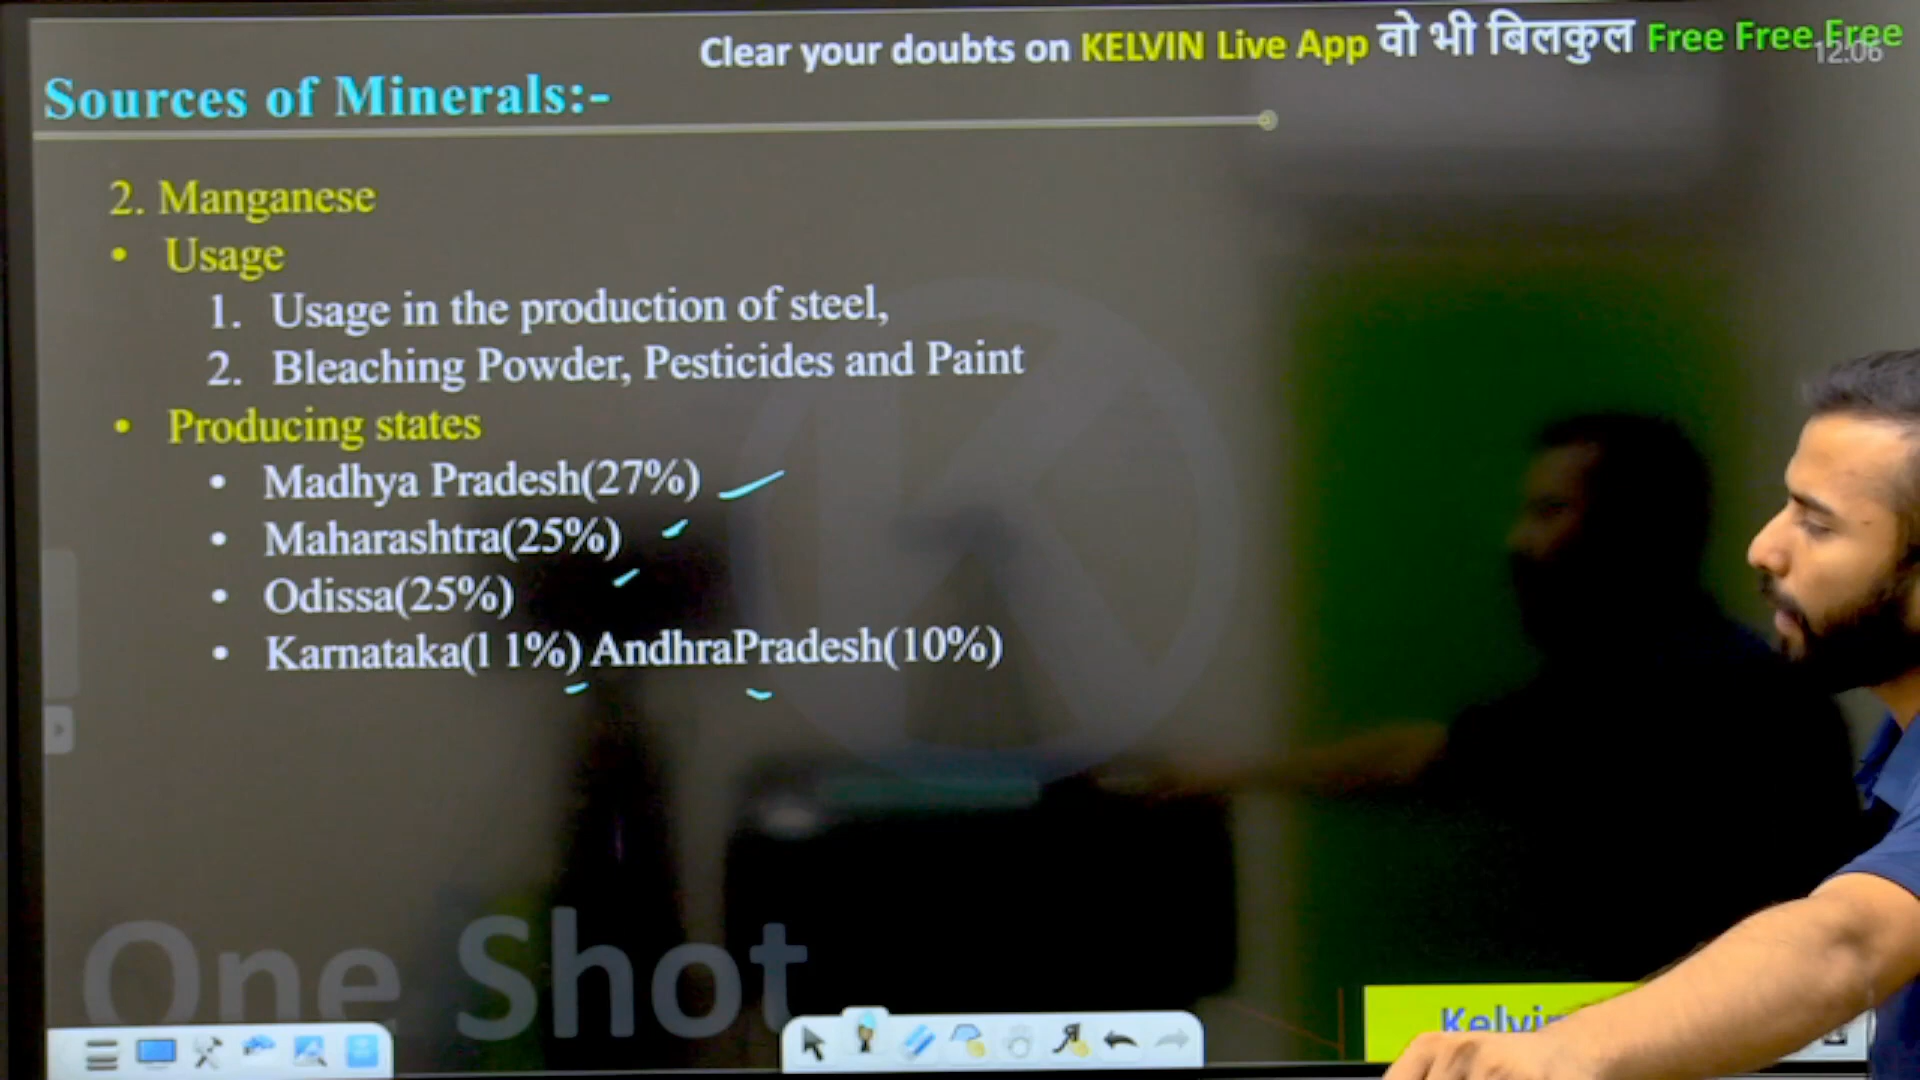 Clear your doubts on KELVIN Live App वो भी बिलकुल Free Free Free
12:06
Sources of Minerals:-
2. Manganese
• Usage
1. Usage in the production of steel,
2. Bleaching Powder, Pesticides and Paint
• Producing states
• Madhya Pradesh(27%)
• Maharashtra(25%)
• Odissa(25%)
• Karnataka(l 1%) AndhraPradesh(10%)
One Shot